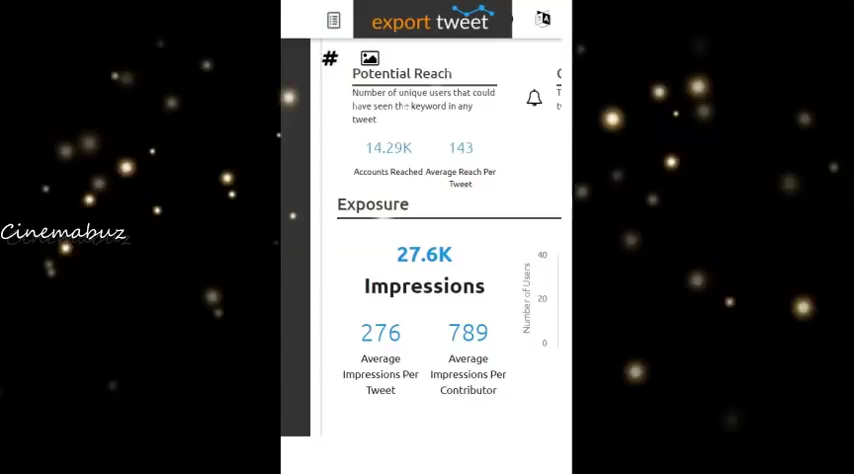 export tweet
#
Potential Reach
Number of unique users that could
have seen the keyword in any
tweet
14.29K 143
Accounts Reached Average Reach Per
Tweet
Exposure
27.6K
Impressions
276 789
Average Average
Impressions Per Impressions Per
Tweet Contributor
Number of Users
40
20
0
Cinemabuz